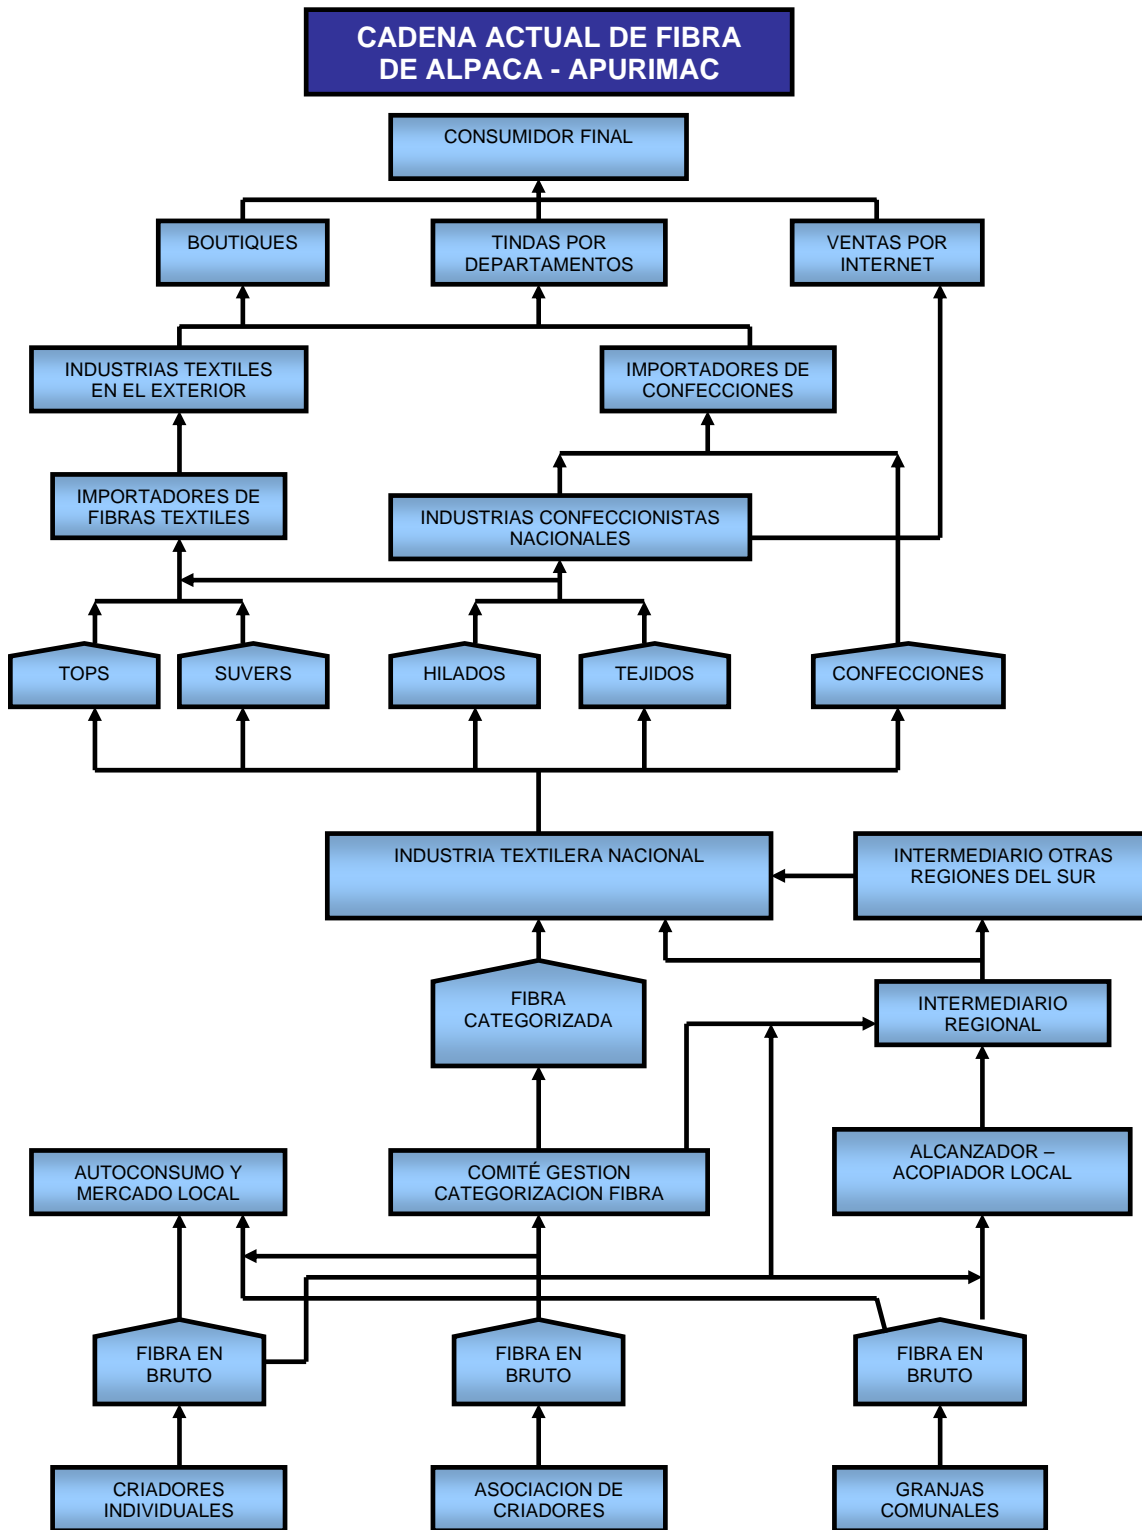 CADENA ACTUAL DE FIBRA
DE ALPACA - APURIMAC
CONSUMIDOR FINAL
BOUTIQUES
TINDAS POR
DEPARTAMENTOS
VENTAS POR
INTERNET
INDUSTRIAS TEXTILES
EN EL EXTERIOR
IMPORTADORES DE
CONFECCIONES
IMPORTADORES DE
FIBRAS TEXTILES
INDUSTRIAS CONFECCIONISTAS
NACIONALES
TOPS
SUVERS
HILADOS
TEJIDOS
CONFECCIONES
INDUSTRIA TEXTILERA NACIONAL
INTERMEDIARIO OTRAS
REGIONES DEL SUR
FIBRA
CATEGORIZADA
INTERMEDIARIO
REGIONAL
AUTOCONSUMO Y
MERCADO LOCAL
COMITÉ GESTION
CATEGORIZACION FIBRA
ALCANZADOR –
ACOPIADOR LOCAL
FIBRA EN
BRUTO
FIBRA EN
BRUTO
FIBRA EN
BRUTO
CRIADORES
INDIVIDUALES
ASOCIACION DE
CRIADORES
GRANJAS
COMUNALES